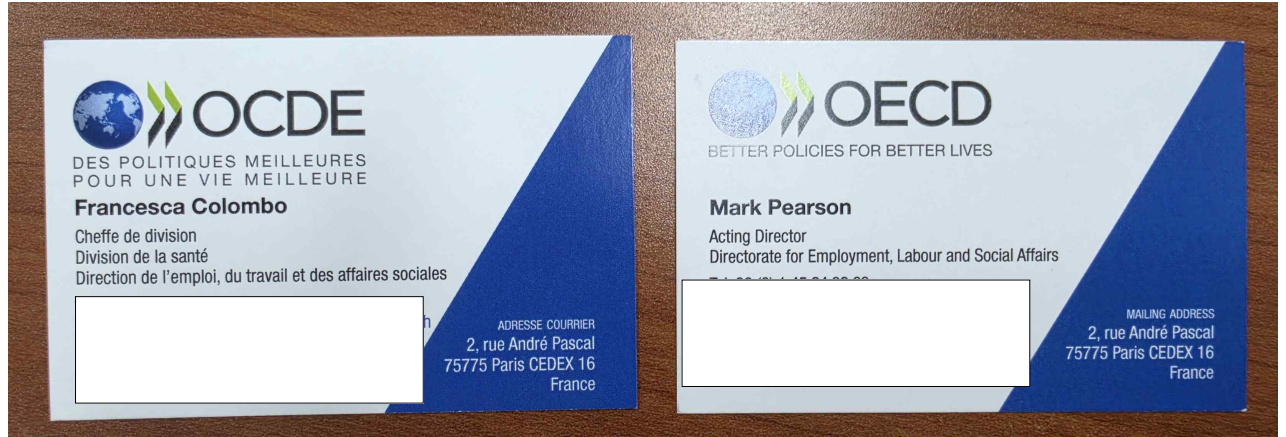 OCDE
DES POLITIQUES MEILLEURES
POUR UNE VIE MEILLEURE
Francesca Colombo
Cheffe de division
Division de la santé
Direction de l'emploi, du travail et des affaires sociales
h
ADRESSE COURRIER
2, rue André Pascal
75775 Paris CEDEX 16
France
OECD
BETTER POLICIES FOR BETTER LIVES
Mark Pearson
Acting Director
Directorate for Employment, Labour and Social Affairs
MAILING ADDRESS
2, rue André Pascal
75775 Paris CEDEX 16
France